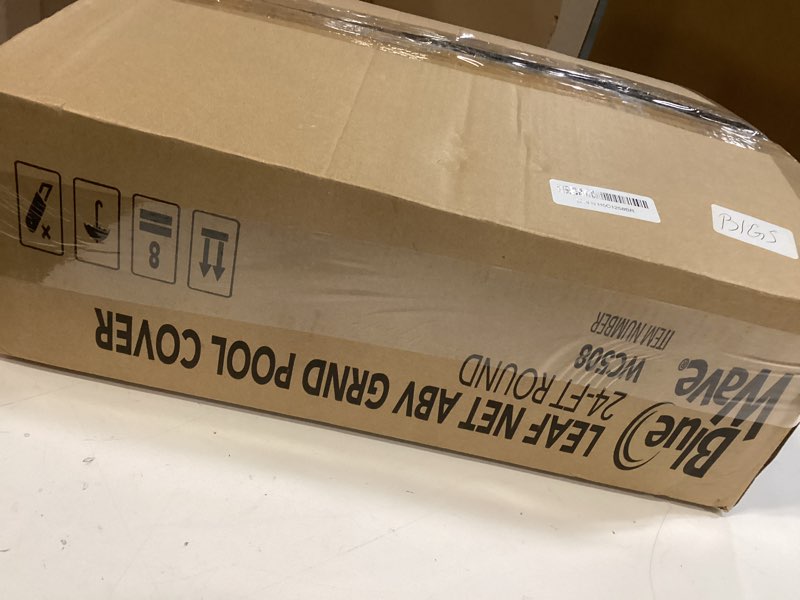 Blue
Wave®
LEAF NET ABV GRND POOL COVER
24-FT ROUND
WC508
ITEM NUMBER
8
BIGS